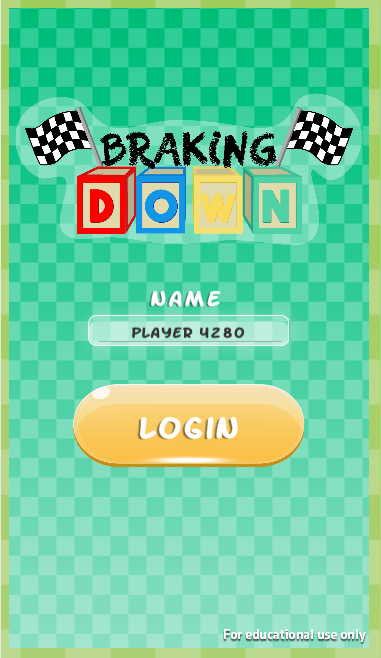 BRAKING
DOWN
NAME
PLAYER 4280
LOGIN
For educational use only